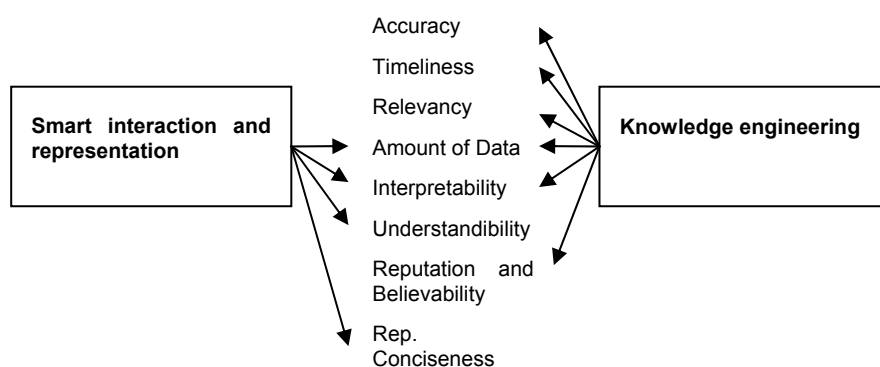 Smart interaction and
representation
Accuracy
Timeliness
Relevancy
Amount of Data
Interpretability
Understandibility
Reputation and
Believability
Rep.
Conciseness
Knowledge engineering